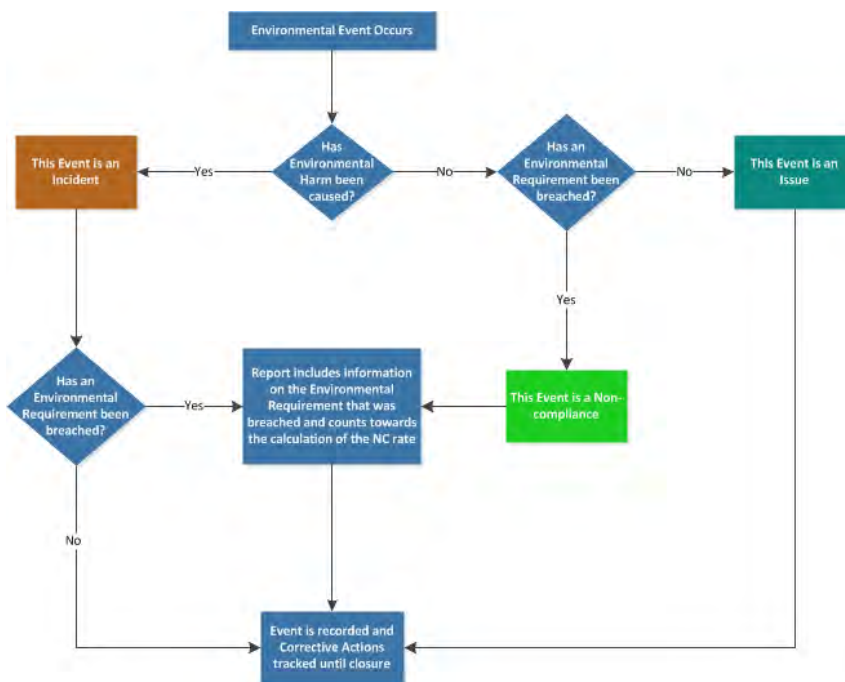 Environmental Event Occurs
Has
Environmental
Harm been
caused?
Has an
Environmental
Requirement been
breached?
This Event is an
Incident
Yes
No
No
This Event is an
Issue
Yes
Has an
Environmental
Requirement been
breached?
Yes
Report includes information
on the Environmental
Requirement that was
breached and counts towards
the calculation of the NC rate
This Event is a Non-
compliance
No
Event is recorded and
Corrective Actions
tracked until closure